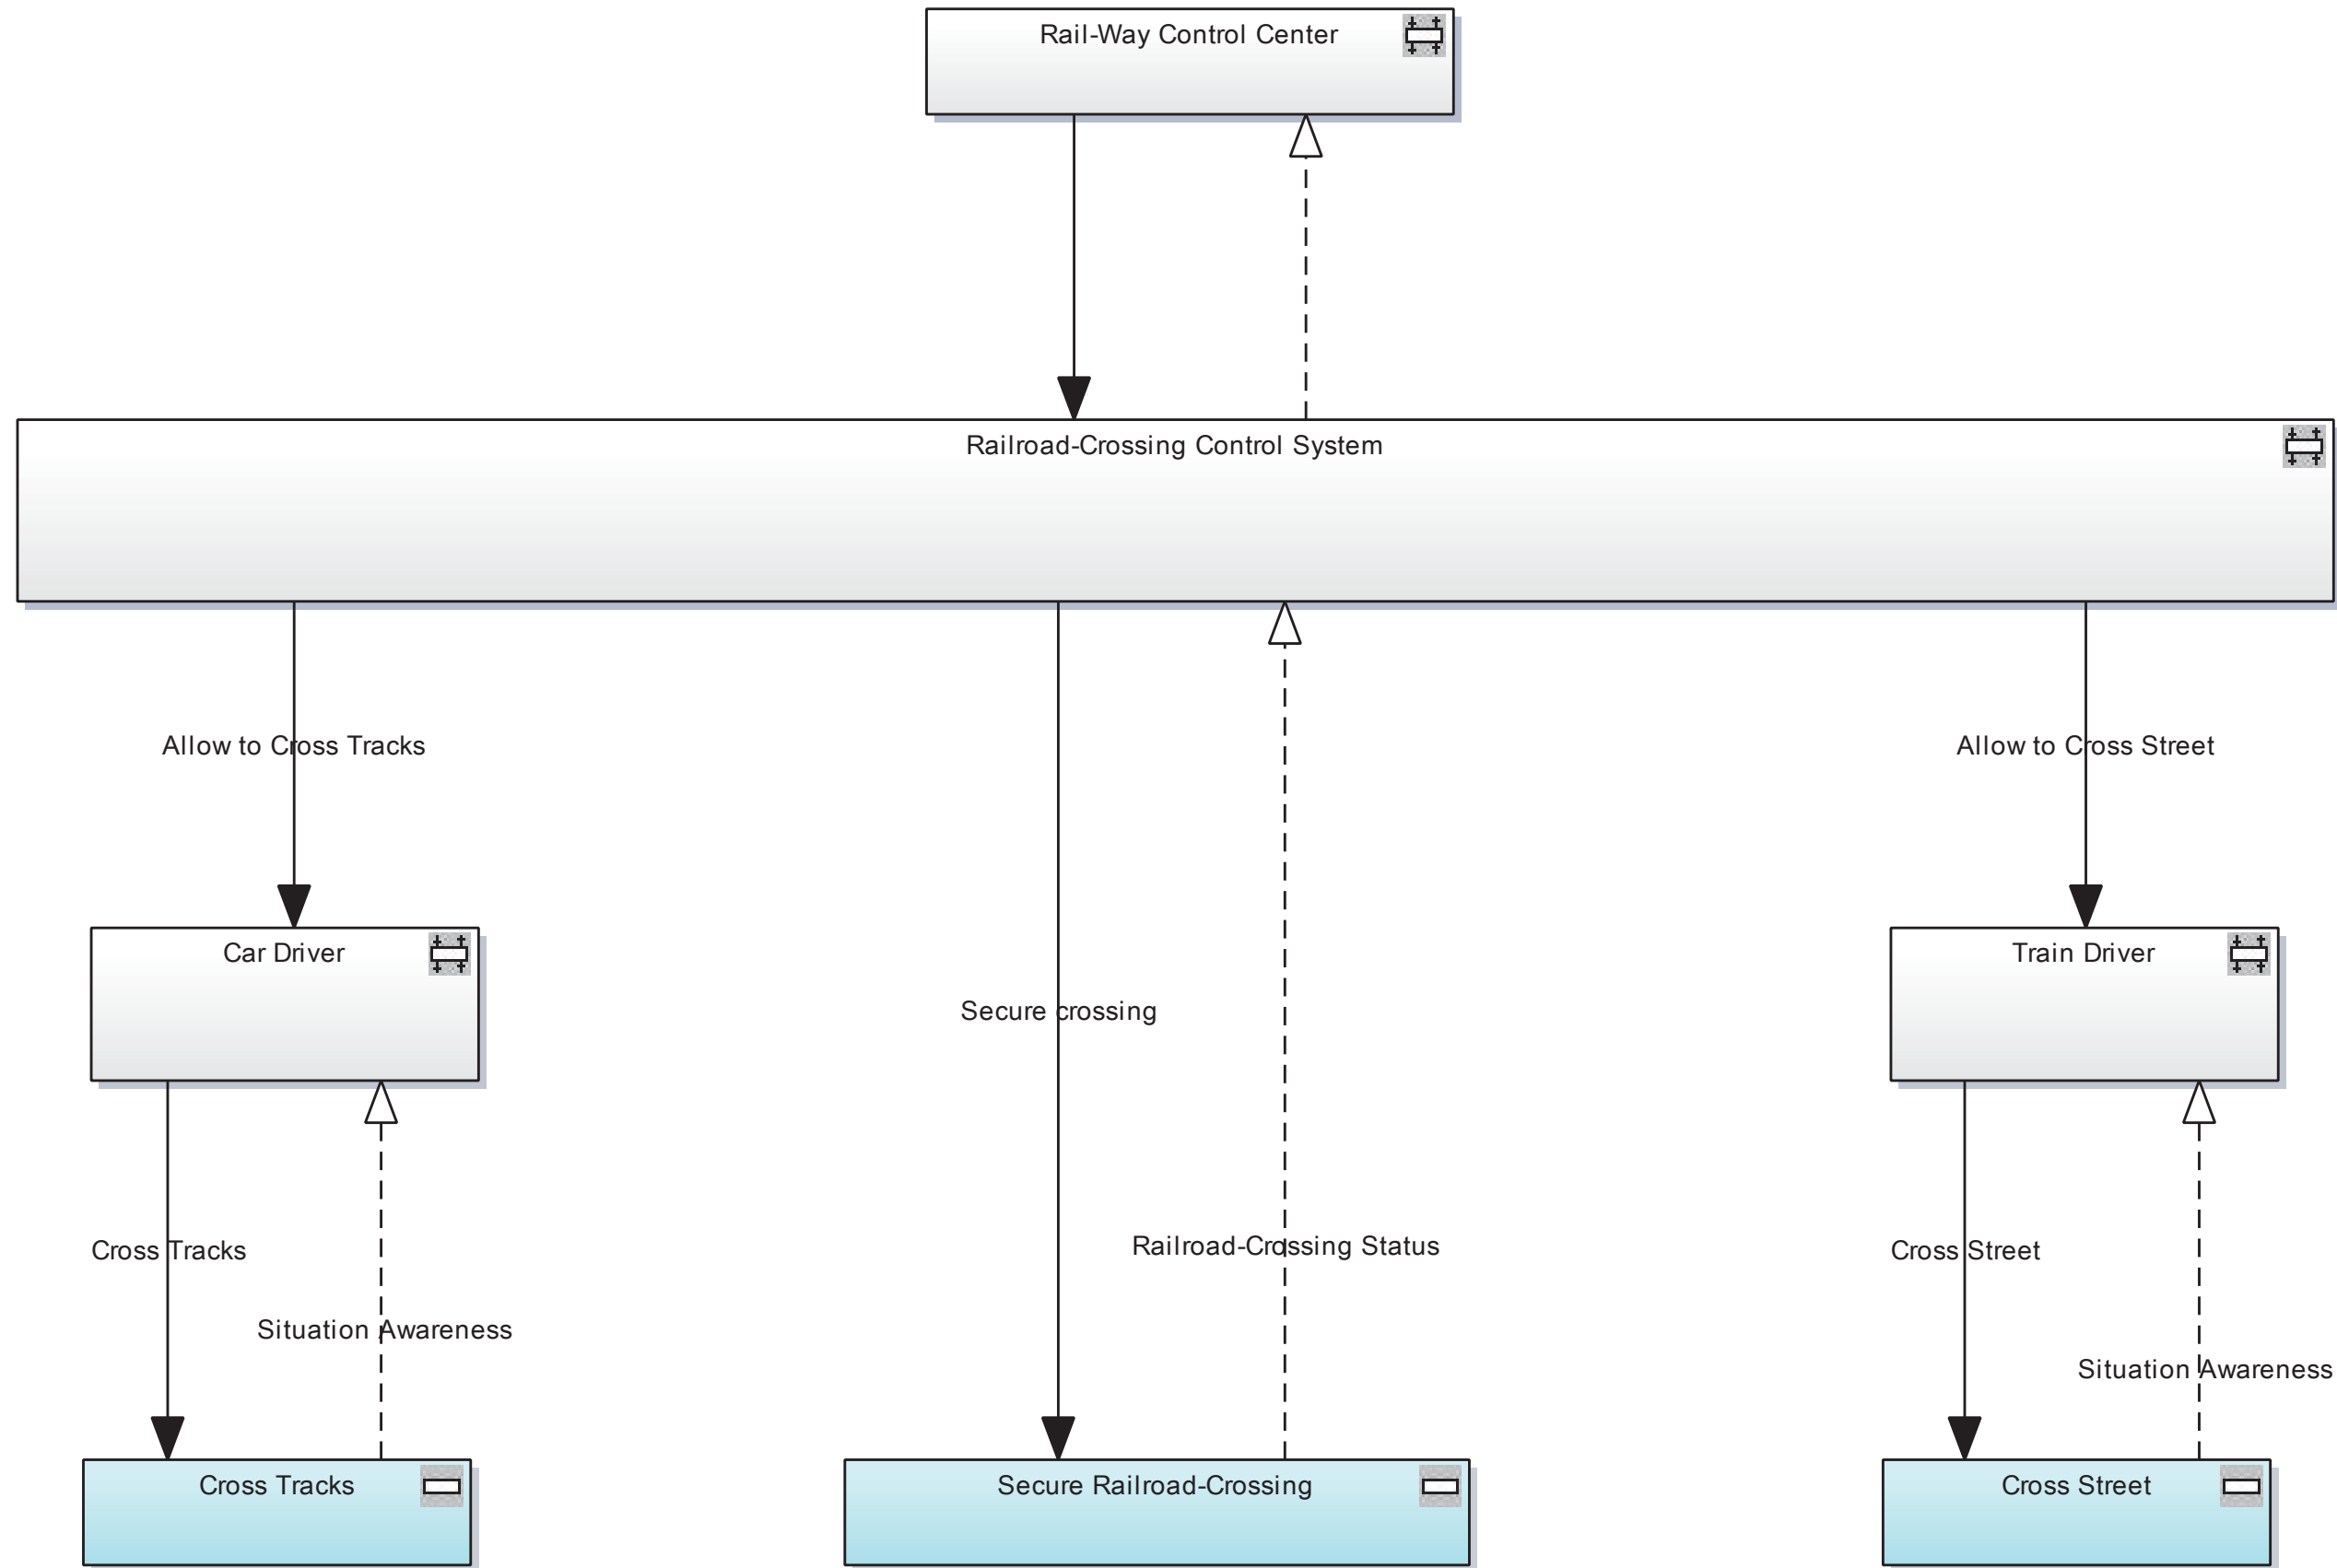 Rail-Way Control Center
Railroad-Crossing Control System
Allow to Cross Tracks
Allow to Cross Street
Car Driver
Train Driver
Secure crossing
Cross Tracks
Railroad-Crossing Status
Cross Street
Situation Awareness
Situation Awareness
Cross Tracks
Secure Railroad-Crossing
Cross Street